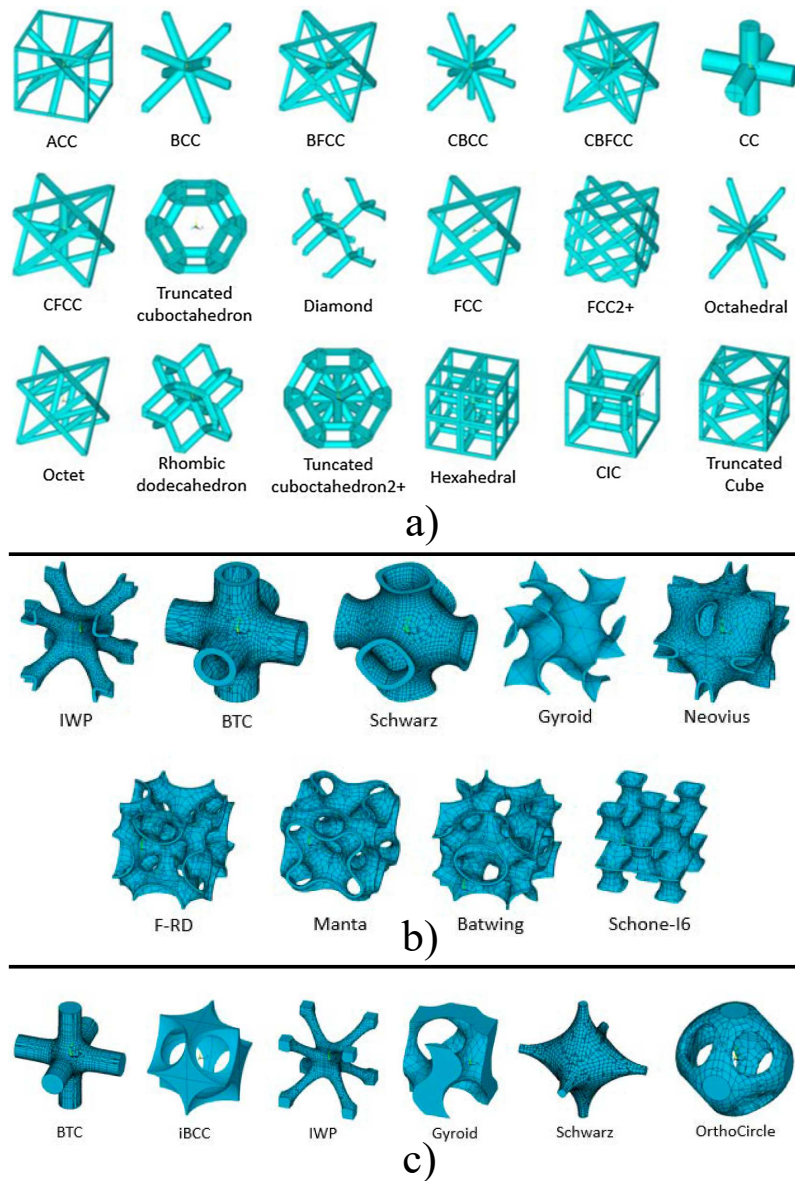 ACC BCC BFCC CBCC CBFCC CC
CFCC Truncated cuboctahedron Diamond FCC FCC2+ Octahedral
Octet Rhombic dodecahedron Tuncated cuboctahedron2+ Hexahedral CIC Truncated Cube
a)
IWP BTC Schwarz Gyroid Neovius
F-RD Manta Batwing Schone-I6
b)
BTC iBCC IWP Gyroid Schwarz OrthoCircle
c)